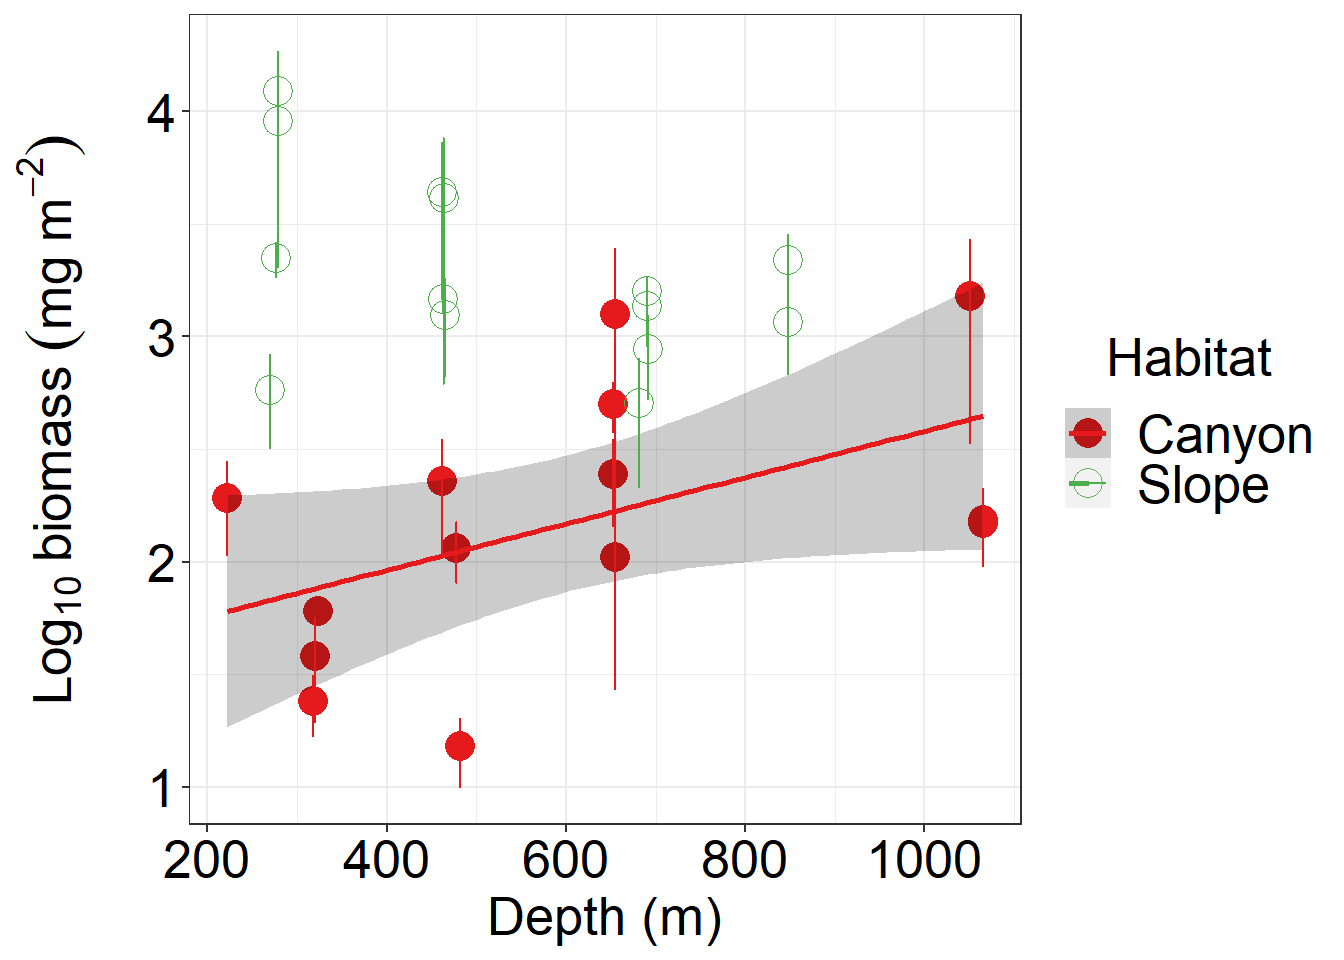 4
3
2
1
Log₁₀ biomass (mg m⁻²)
200 400 600 800 1000
Depth (m)
Habitat
Canyon
Slope